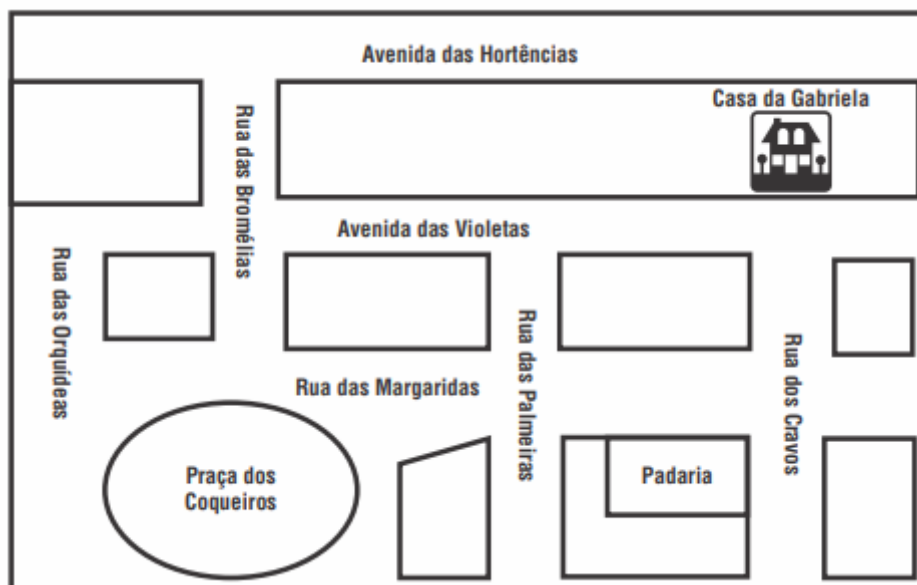 Avenida das Hortências
Casa da Gabriela
Rua das Bromélias
Avenida das Violetas
Rua das Orquídeas
Rua das Palmeiras
Rua dos Cravos
Rua das Margaridas
Praça dos
Coqueiros
Padaria